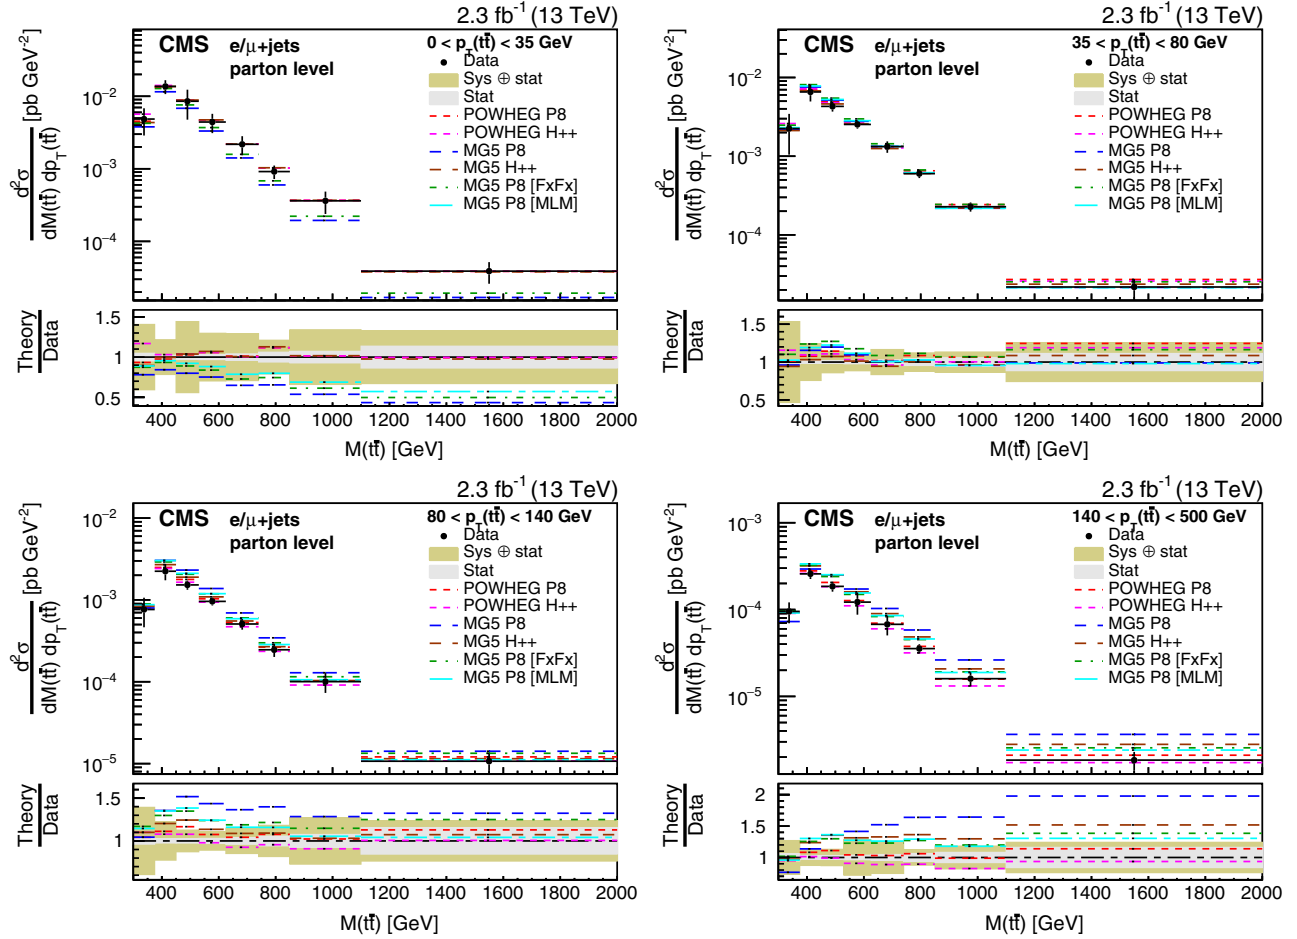 2.3 fb⁻¹ (13 TeV)
CMS e/μ+jets 0 < p_T(tt̄) < 35 GeV
parton level
Data
Sys ⊕ stat
Stat
POWHEG P8
POWHEG H++
MG5 P8
MG5 H++
MG5 P8 [FxFx]
MG5 P8 [MLM]
d²σ
dM(tt̄) dp_T(tt̄) [pb GeV⁻²]
10⁻²
10⁻³
10⁻⁴
Theory
Data
1.5
1
0.5
400 600 800 1000 1200 1400 1600 1800 2000
M(tt̄) [GeV]
2.3 fb⁻¹ (13 TeV)
CMS e/μ+jets 35 < p_T(tt̄) < 80 GeV
parton level
Data
Sys ⊕ stat
Stat
POWHEG P8
POWHEG H++
MG5 P8
MG5 H++
MG5 P8 [FxFx]
MG5 P8 [MLM]
d²σ
dM(tt̄) dp_T(tt̄) [pb GeV⁻²]
10⁻²
10⁻³
10⁻⁴
Theory
Data
1.5
1
0.5
400 600 800 1000 1200 1400 1600 1800 2000
M(tt̄) [GeV]
2.3 fb⁻¹ (13 TeV)
CMS e/μ+jets 80 < p_T(tt̄) < 140 GeV
parton level
Data
Sys ⊕ stat
Stat
POWHEG P8
POWHEG H++
MG5 P8
MG5 H++
MG5 P8 [FxFx]
MG5 P8 [MLM]
d²σ
dM(tt̄) dp_T(tt̄) [pb GeV⁻²]
10⁻²
10⁻³
10⁻⁴
10⁻⁵
Theory
Data
1.5
1
400 600 800 1000 1200 1400 1600 1800 2000
M(tt̄) [GeV]
2.3 fb⁻¹ (13 TeV)
CMS e/μ+jets 140 < p_T(tt̄) < 500 GeV
parton level
Data
Sys ⊕ stat
Stat
POWHEG P8
POWHEG H++
MG5 P8
MG5 H++
MG5 P8 [FxFx]
MG5 P8 [MLM]
d²σ
dM(tt̄) dp_T(tt̄) [pb GeV⁻²]
10⁻³
10⁻⁴
10⁻⁵
Theory
Data
2
1.5
1
400 600 800 1000 1200 1400 1600 1800 2000
M(tt̄) [GeV]